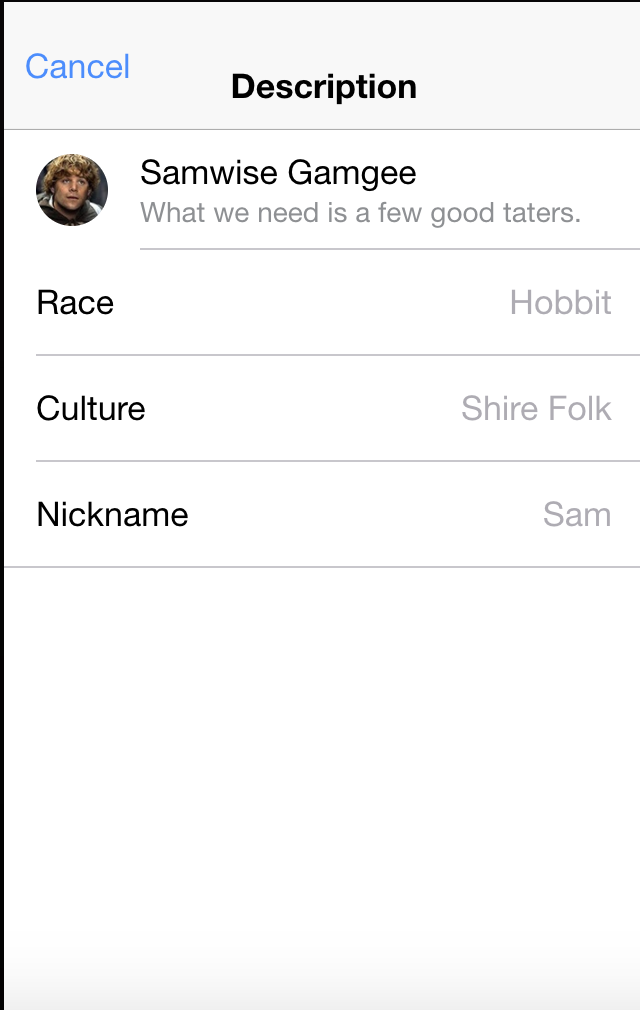 Cancel
Description
Samwise Gamgee
What we need is a few good taters.
Race Hobbit
Culture Shire Folk
Nickname Sam